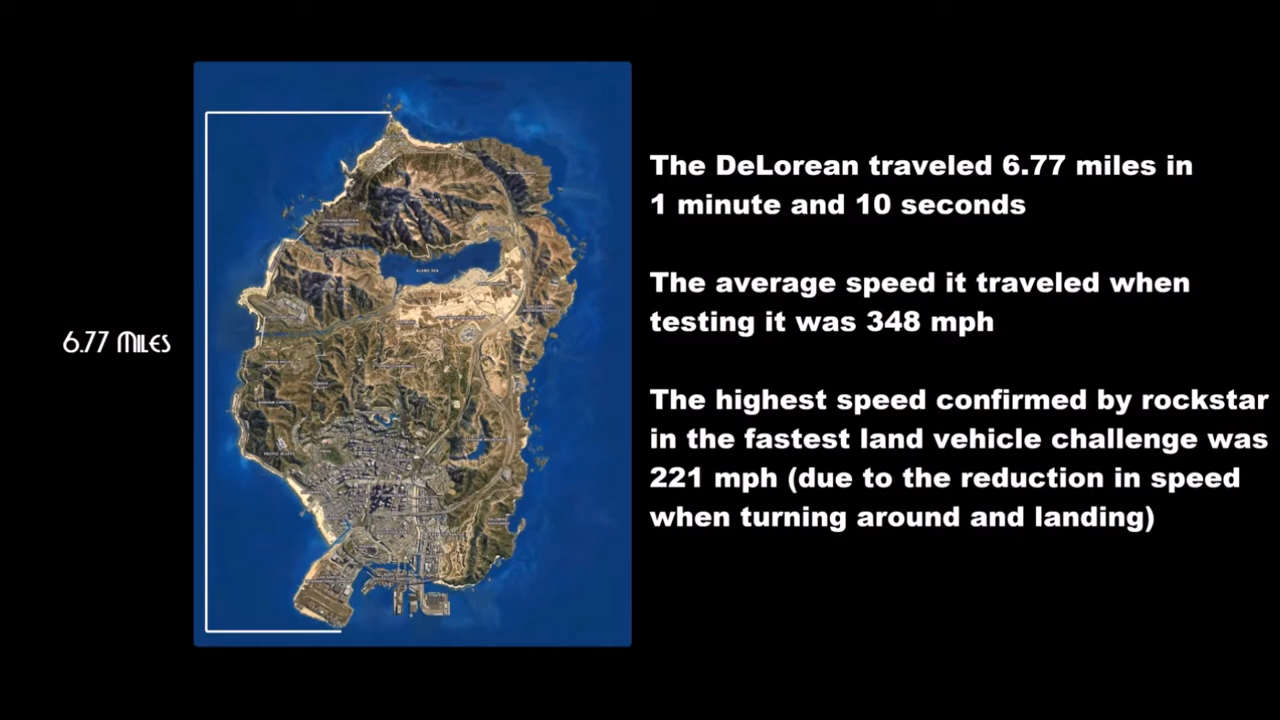 The DeLorean traveled 6.77 miles in
1 minute and 10 seconds
The average speed it traveled when
testing it was 348 mph
6.77 Miles
The highest speed confirmed by rockstar
in the fastest land vehicle challenge was
221 mph (due to the reduction in speed
when turning around and landing)
ALAMO SEA